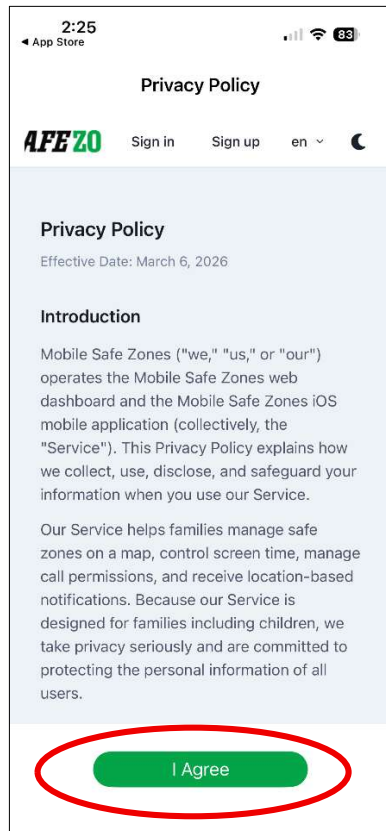 2:25
83
◄ App Store
Privacy Policy
AFEZO
Sign in
Sign up
en
Privacy Policy
Effective Date: March 6, 2026
Introduction
Mobile Safe Zones ("we," "us," or "our")
operates the Mobile Safe Zones web
dashboard and the Mobile Safe Zones iOS
mobile application (collectively, the
"Service"). This Privacy Policy explains how
we collect, use, disclose, and safeguard your
information when you use our Service.
Our Service helps families manage safe
zones on a map, control screen time, manage
call permissions, and receive location-based
notifications. Because our Service is
designed for families including children, we
take privacy seriously and are committed to
protecting the personal information of all
users.
I Agree